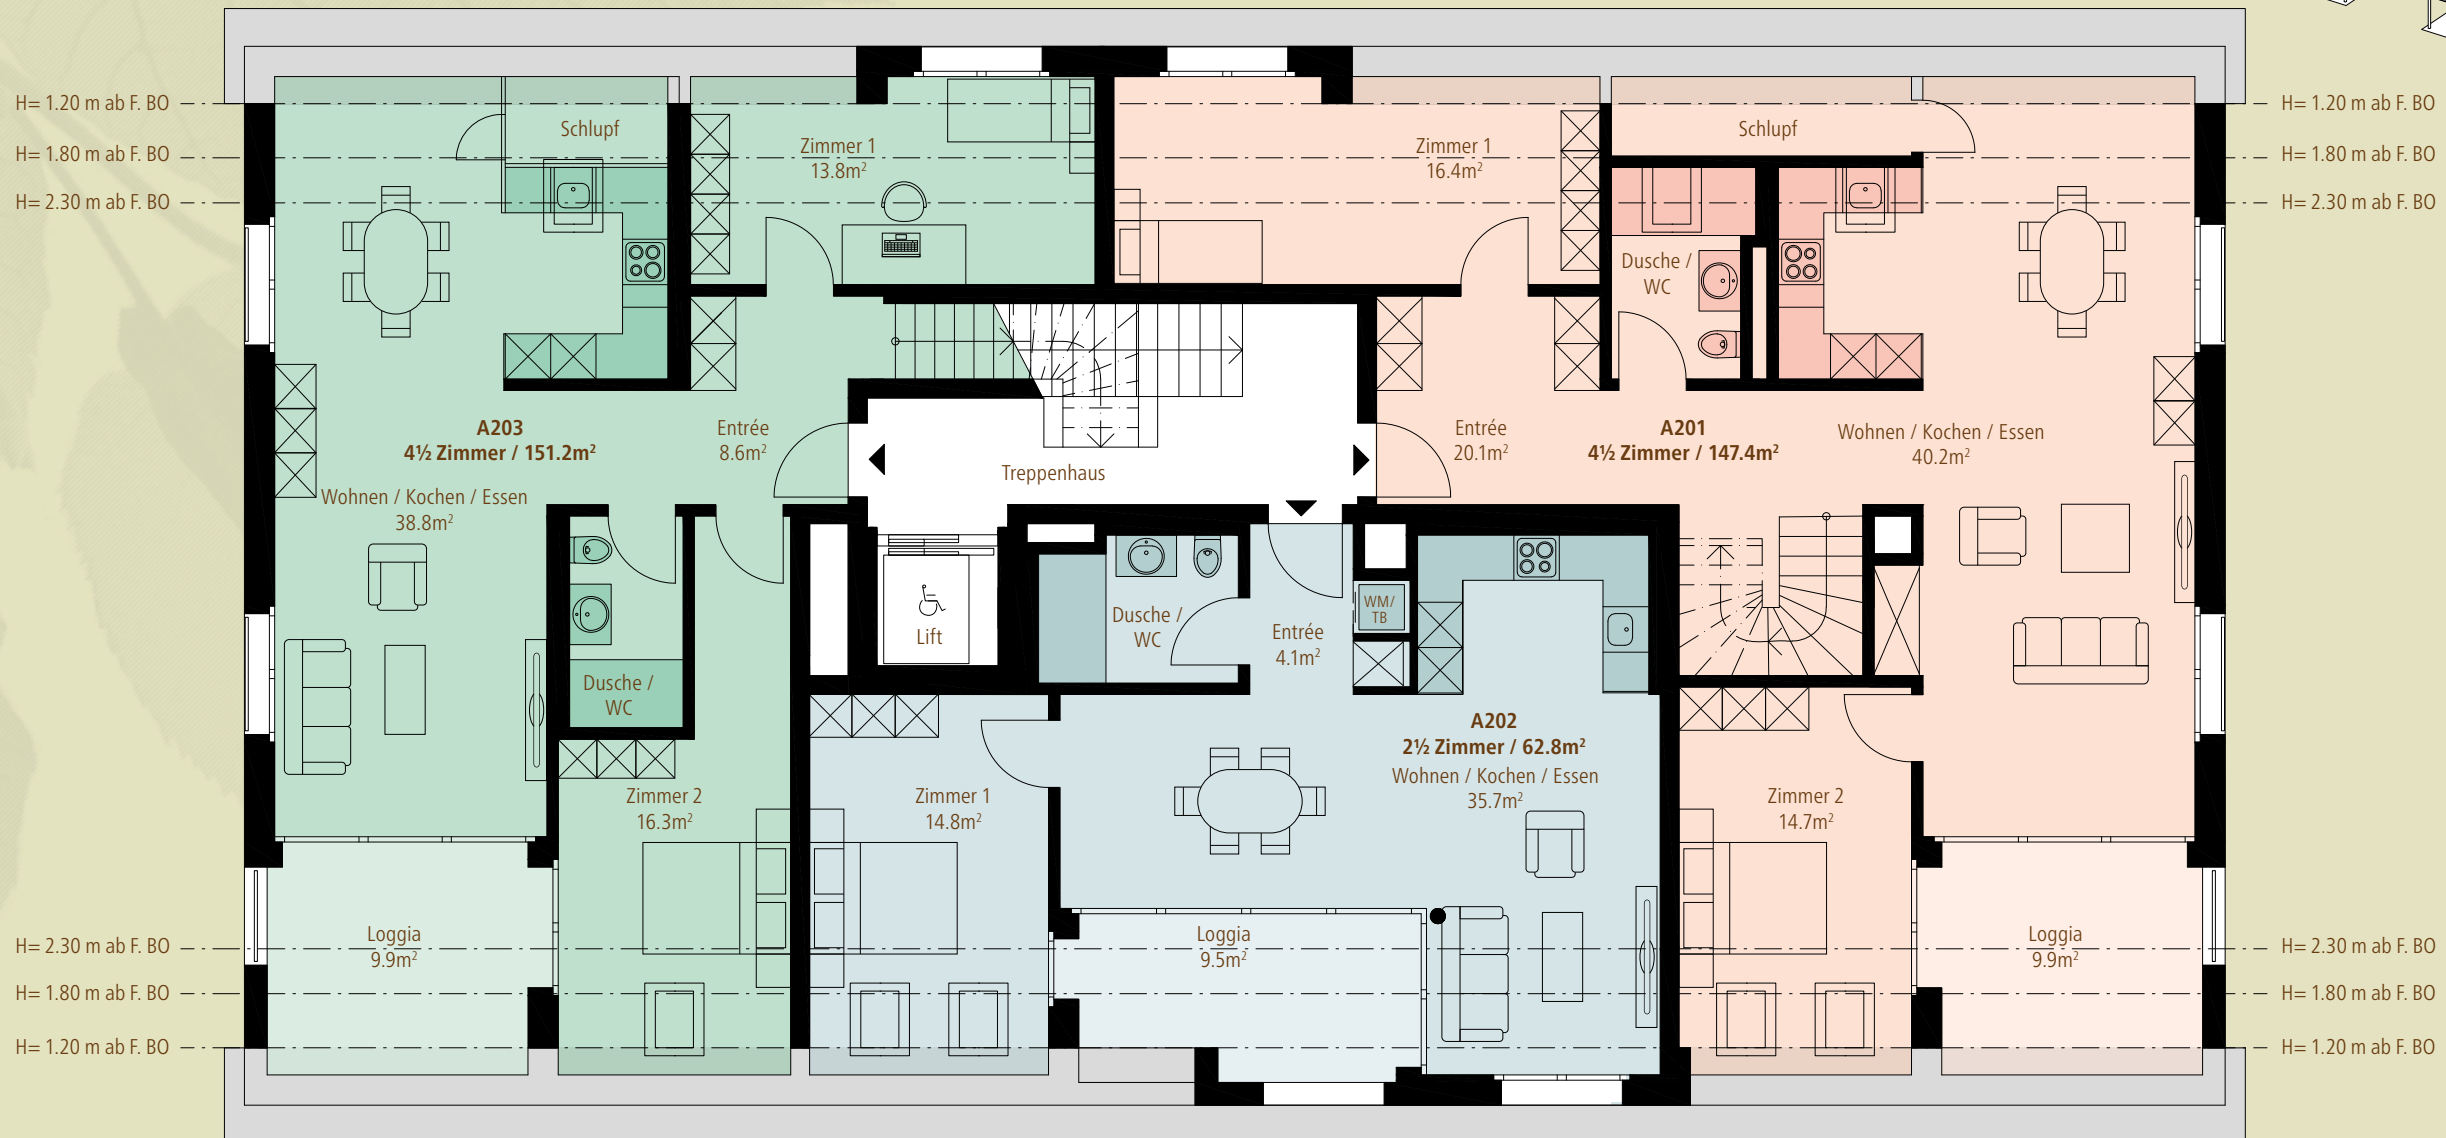 H= 1.20 m ab F. BO
H= 1.80 m ab F. BO
H= 2.30 m ab F. BO
Schlupf
Zimmer 1
13.8m²
Zimmer 1
16.4m²
Schlupf
H= 1.20 m ab F. BO
H= 1.80 m ab F. BO
H= 2.30 m ab F. BO
Dusche /
WC
A203
4½ Zimmer / 151.2m²
Entrée
8.6m²
Wohnen / Kochen / Essen
38.8m²
Treppenhaus
Entrée
20.1m²
A201
4½ Zimmer / 147.4m²
Wohnen / Kochen / Essen
40.2m²
Dusche /
WC
Lift
Dusche /
WC
Entrée
4.1m²
WM/
TB
A202
2½ Zimmer / 62.8m²
Wohnen / Kochen / Essen
35.7m²
Zimmer 2
16.3m²
Zimmer 1
14.8m²
Zimmer 2
14.7m²
Loggia
9.9m²
Loggia
9.5m²
Loggia
9.9m²
H= 2.30 m ab F. BO
H= 1.80 m ab F. BO
H= 1.20 m ab F. BO
H= 2.30 m ab F. BO
H= 1.80 m ab F. BO
H= 1.20 m ab F. BO